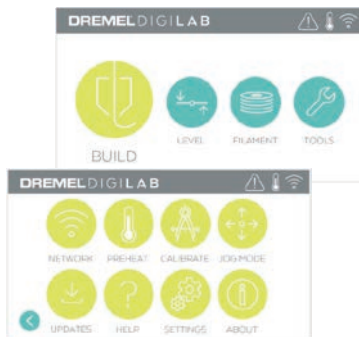 DREMEL DIGILAB
BUILD
LEVEL
FILAMENT
TOOLS
DREMEL DIGILAB
NETWORK PREHEAT CALIBRATE JOG MODE
UPDATES HELP SETTINGS ABOUT